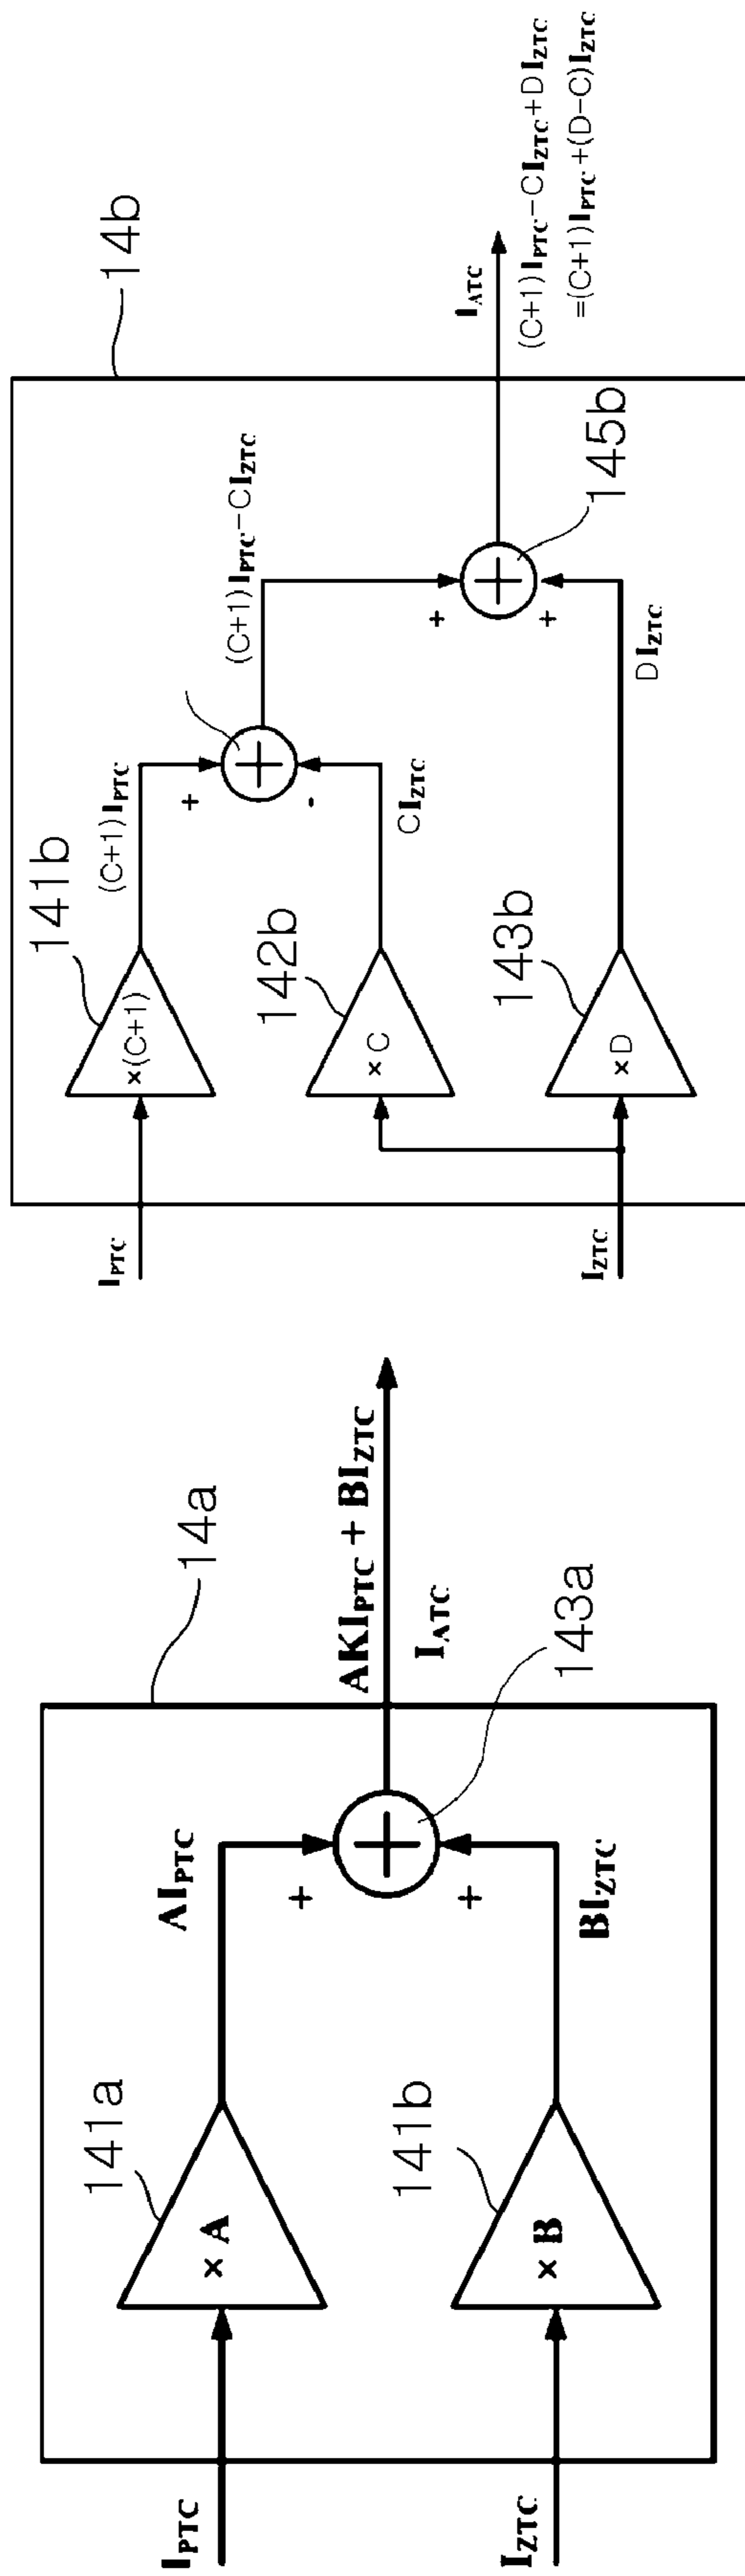 14a
I_PTC
141a
× A
AI_PTC
+
AKI_PTC + BI_ZTC
I_ATC
143a
+
141b
× B
BI_ZTC
I_ZTC
14b
I_PTC
141b
×(C+1)
(C+1)I_PTC
+
(C+1)I_PTC-CI_ZTC
-
142b
×C
CI_ZTC
+
I_ATC
(C+1)I_PTC-CI_ZTC+DI_ZTC
=(C+1)I_PTC+(D-C)I_ZTC
145b
+
143b
×D
DI_ZTC
I_ZTC